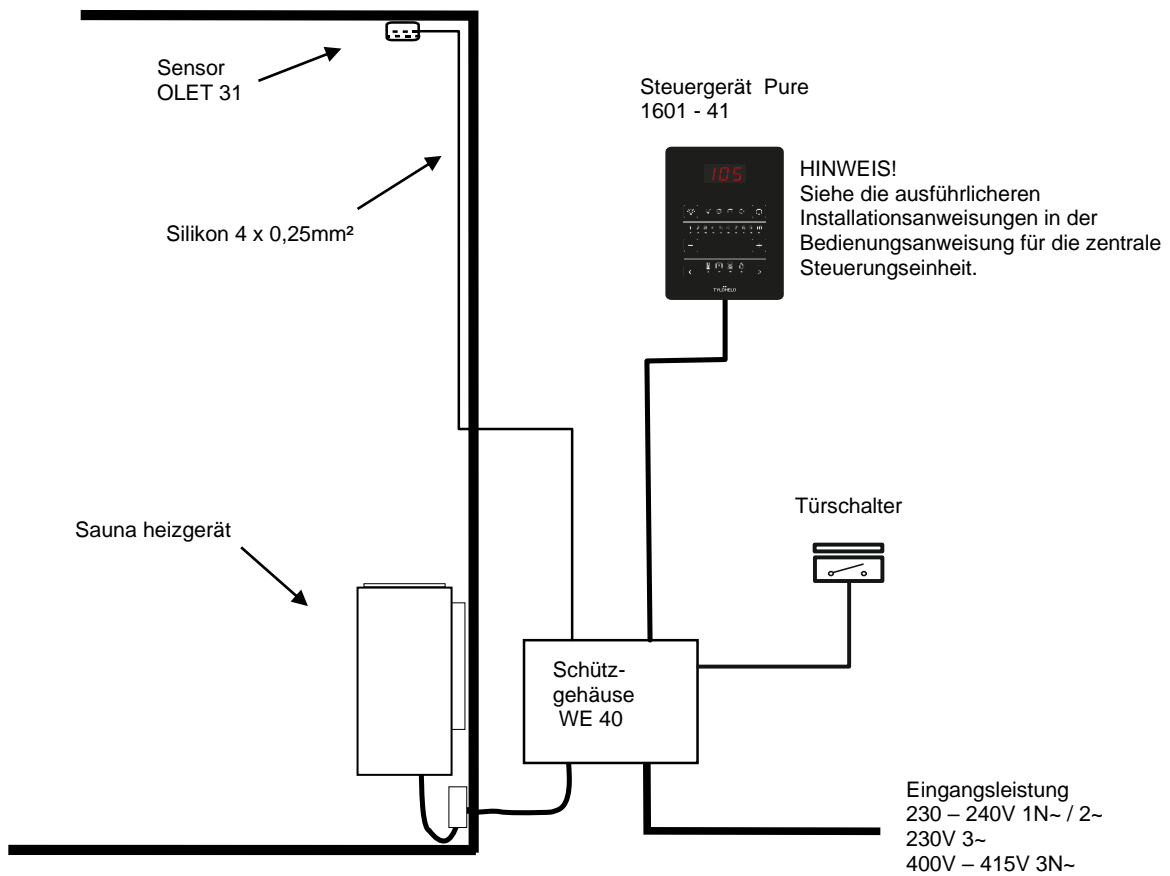 Sensor
OLET 31
Steuergerät Pure
1601 - 41
105
HINWEIS!
Siehe die ausführlicheren
Installationsanweisungen in der
Bedienungsanweisung für die zentrale
Steuerungseinheit.
Silikon 4 x 0,25mm²
TYLÖHELO
Türschalter
Sauna heizgerät
Schütz-
gehäuse
WE 40
Eingangsleistung
230 – 240V 1N~ / 2~
230V 3~
400V – 415V 3N~